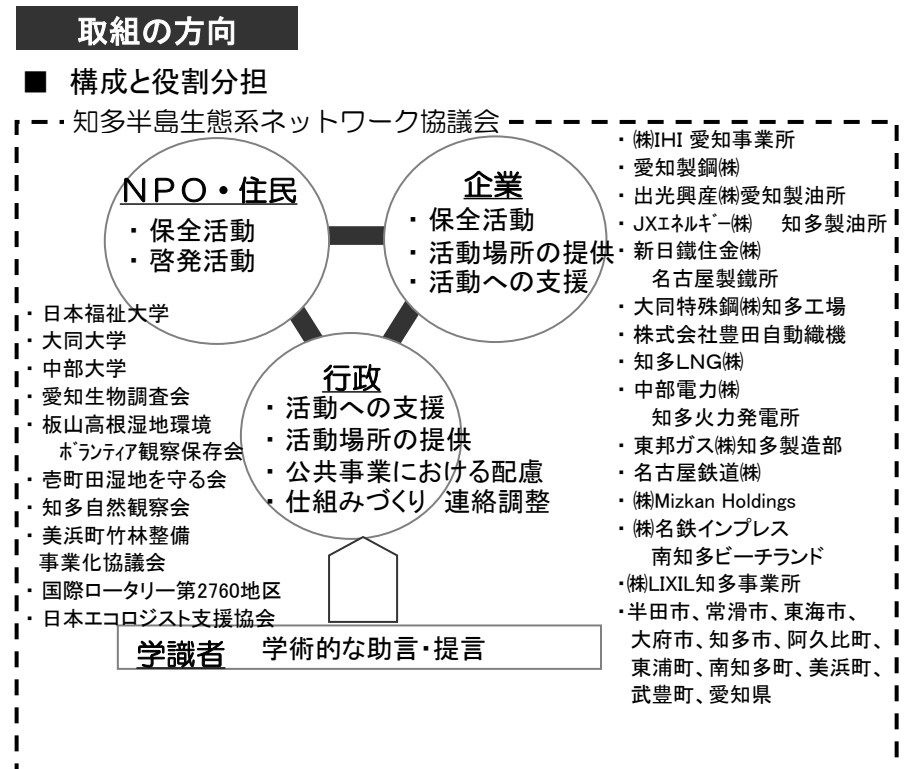 取組の方向
■ 構成と役割分担
知多半島生態系ネットワーク協議会
NPO・住民
・保全活動
・啓発活動
企業
・保全活動
・活動場所の提供
・活動への支援
行政
・活動への支援
・活動場所の提供
・公共事業における配慮
・仕組みづくり 連絡調整
・日本福祉大学
・大同大学
・中部大学
・愛知生物調査会
・板山高根湿地環境
ボランティア観察保存会
・壱町田湿地を守る会
・知多自然観察会
・美浜町竹林整備
事業化協議会
・国際ロータリー第2760地区
・日本エコロジスト支援協会
学識者 学術的な助言・提言
・㈱IHI 愛知事業所
・愛知製鋼㈱
・出光興産㈱愛知製油所
・JXエネルギー㈱ 知多製油所
・新日鐵住金㈱
名古屋製鐵所
・大同特殊鋼㈱知多工場
・株式会社豊田自動織機
・知多LNG㈱
・中部電力㈱
知多火力発電所
・東邦ガス㈱知多製造部
・名古屋鉄道㈱
・㈱Mizkan Holdings
・㈱名鉄インプレス
南知多ビーチランド
・㈱LIXIL知多事業所
・半田市、常滑市、東海市、
大府市、知多市、阿久比町、
東浦町、南知多町、美浜町、
武豊町、愛知県